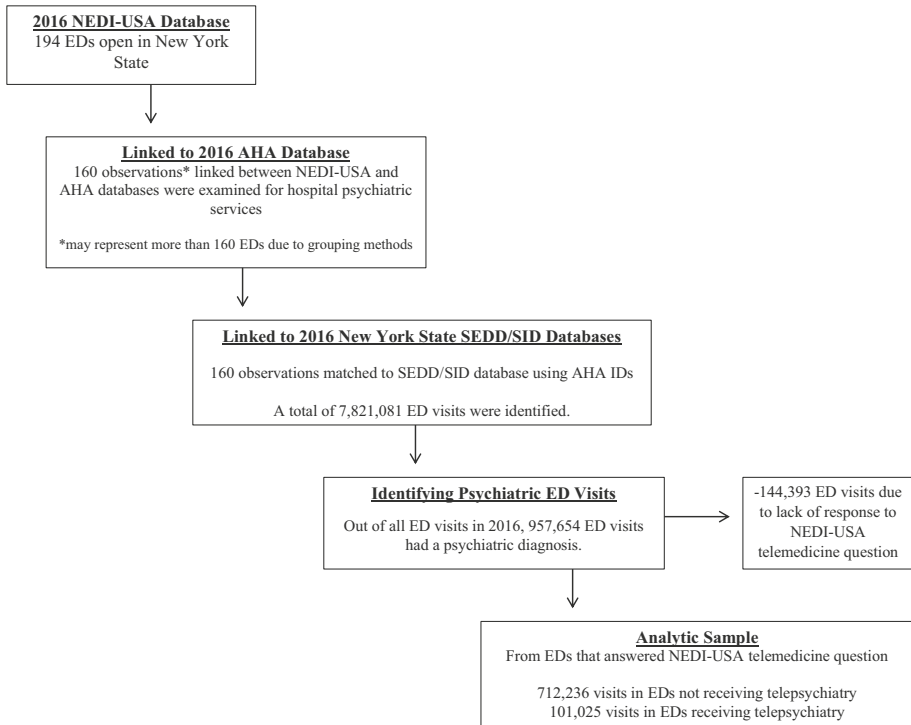 2016 NEDI-USA Database
194 EDs open in New York
State
Linked to 2016 AHA Database
160 observations* linked between NEDI-USA and
AHA databases were examined for hospital psychiatric
services
*may represent more than 160 EDs due to grouping methods
Linked to 2016 New York State SEDD/SID Databases
160 observations matched to SEDD/SID database using AHA IDs
A total of 7,821,081 ED visits were identified.
Identifying Psychiatric ED Visits
Out of all ED visits in 2016, 957,654 ED visits
had a psychiatric diagnosis.
-144,393 ED visits due
to lack of response to
NEDI-USA
telemedicine question
Analytic Sample
From EDs that answered NEDI-USA telemedicine question
712,236 visits in EDs not receiving telepsychiatry
101,025 visits in EDs receiving telepsychiatry